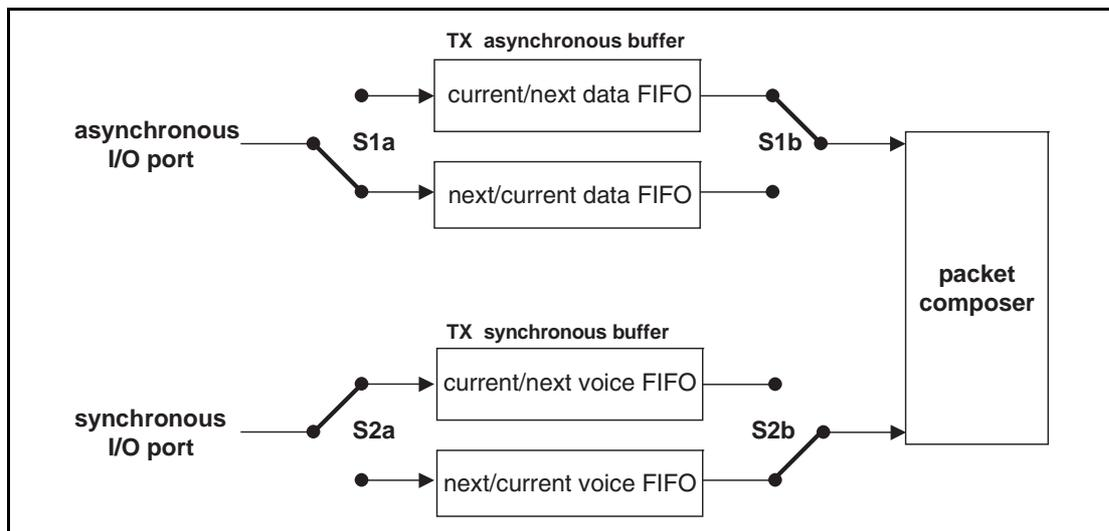 TX asynchronous buffer
current/next data FIFO
asynchronous
I/O port
S1a
S1b
next/current data FIFO
packet
composer
TX synchronous buffer
current/next voice FIFO
synchronous
I/O port
S2a
S2b
next/current voice FIFO